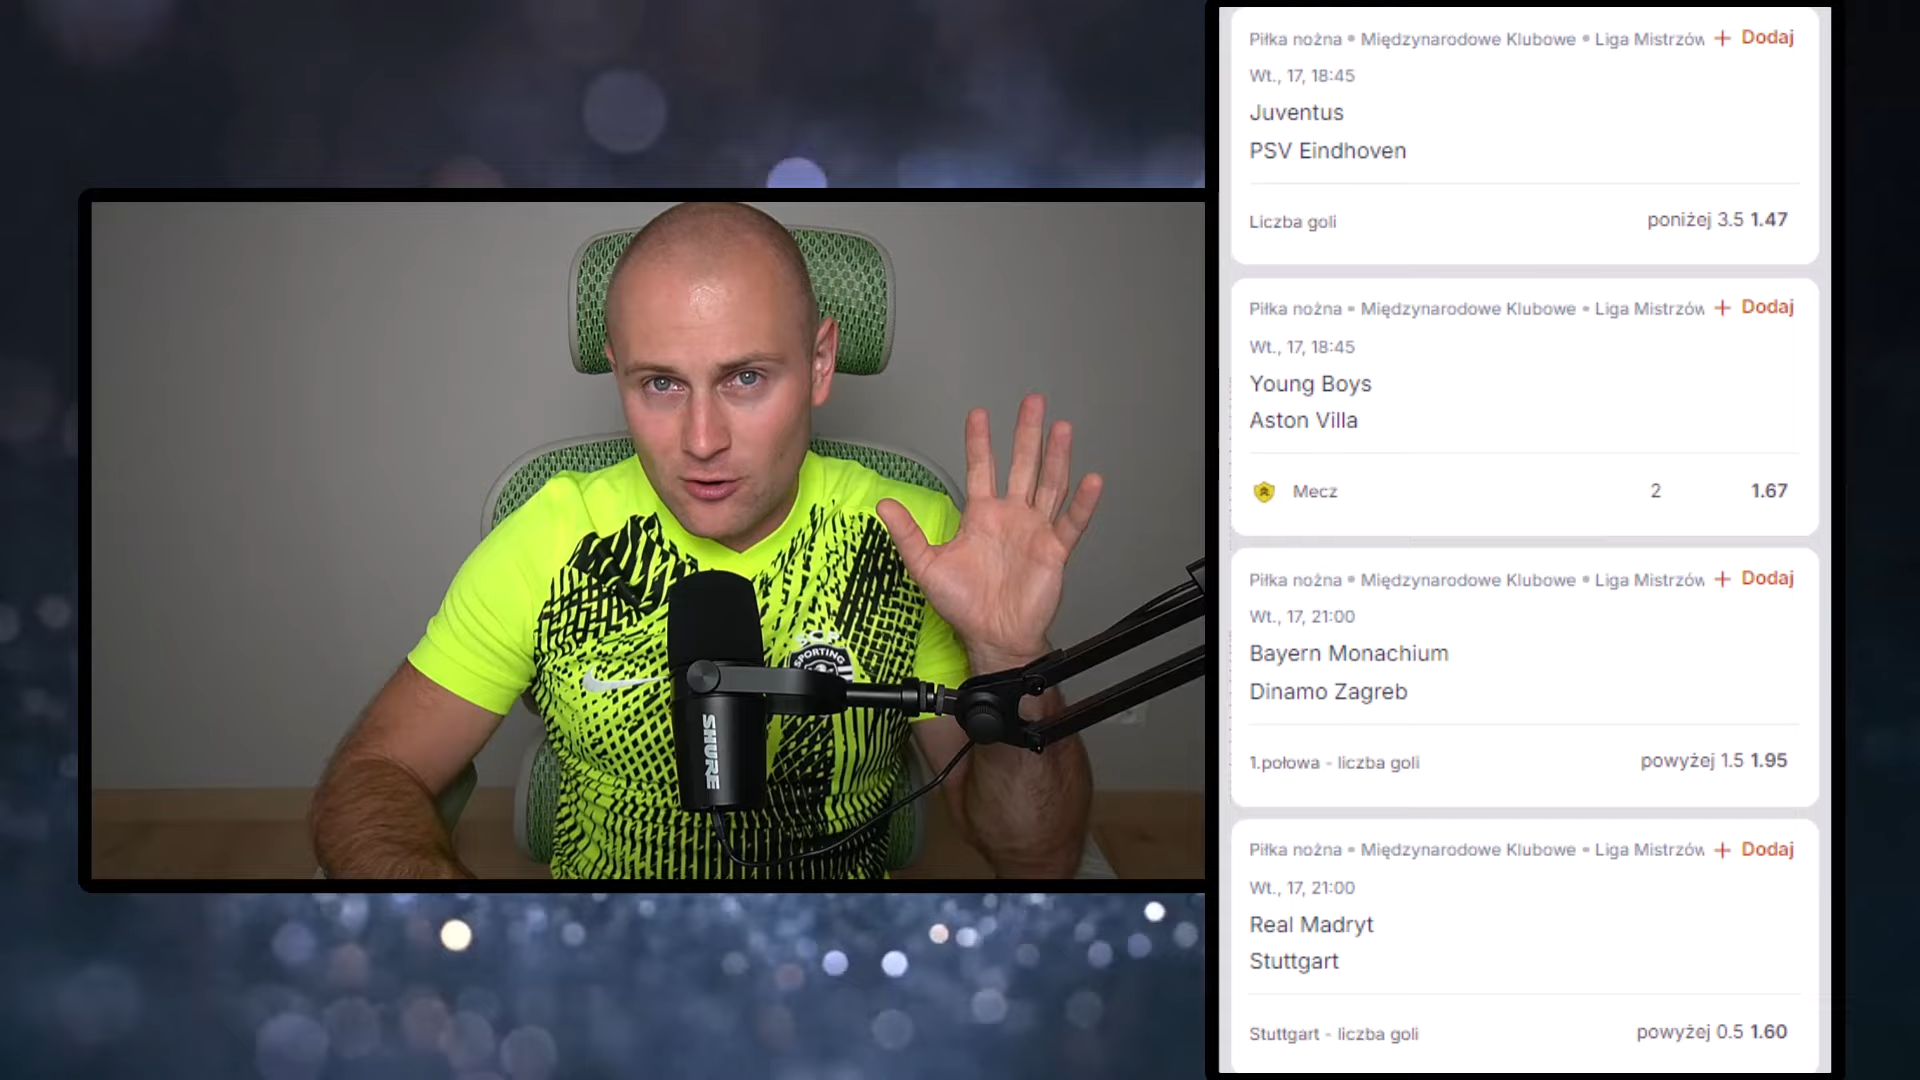 Piłka nożna • Międzynarodowe Klubowe • Liga Mistrzów + Dodaj
Wt., 17, 18:45
Juventus
PSV Eindhoven
Liczba goli poniżej 3.5 1.47
Piłka nożna • Międzynarodowe Klubowe • Liga Mistrzów + Dodaj
Wt., 17, 18:45
Young Boys
Aston Villa
Mecz 2 1.67
Piłka nożna • Międzynarodowe Klubowe • Liga Mistrzów + Dodaj
Wt., 17, 21:00
Bayern Monachium
Dinamo Zagreb
1.połowa - liczba goli powyżej 1.5 1.95
Piłka nożna • Międzynarodowe Klubowe • Liga Mistrzów + Dodaj
Wt., 17, 21:00
Real Madryt
Stuttgart
Stuttgart - liczba goli powyżej 0.5 1.60
SPORTING
SHURE